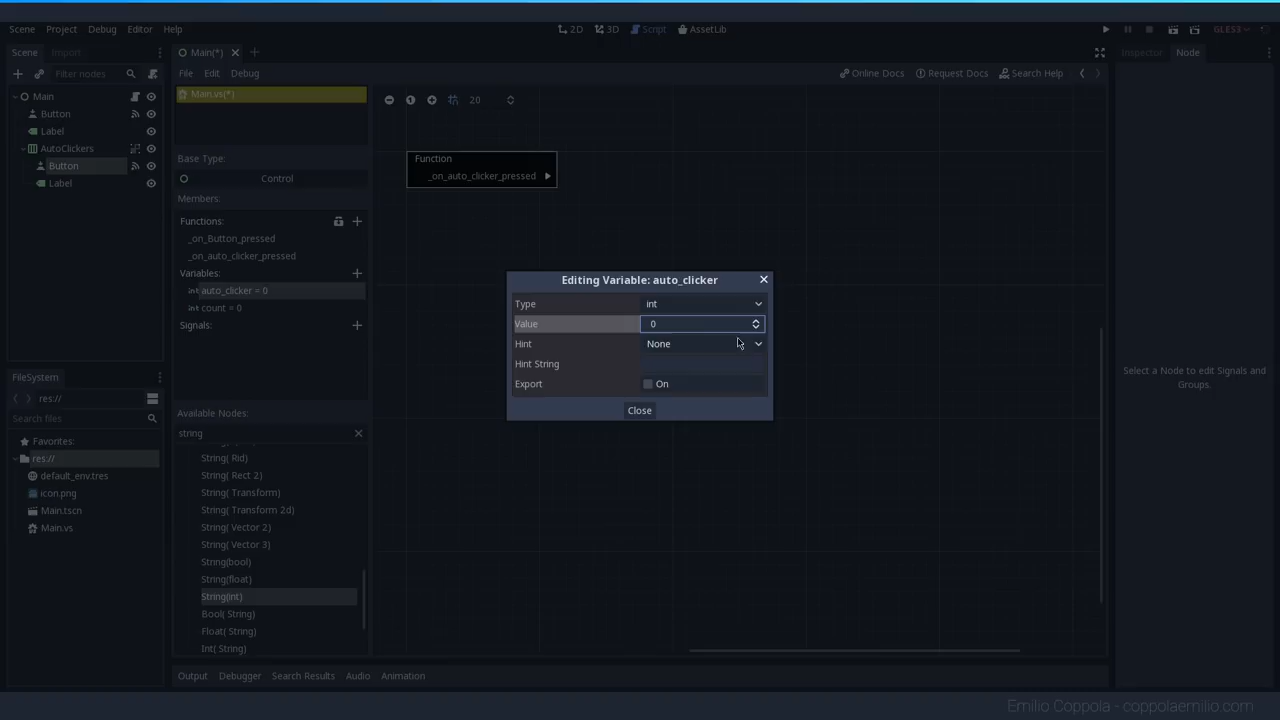 Scene Project Debug Editor Help
2D 3D Script AssetLib
GLES3
Scene Import
Filter nodes
Main
Button
Label
AutoClickers
Button
Label
FileSystem
res://
Search files
Favorites:
res://
default_env.tres
icon.png
Main.tscn
Main.vs
Main(*)
File Edit Debug
Online Docs Request Docs Search Help
Main.vs(*)
Base Type:
Control
Members:
Functions:
_on_Button_pressed
_on_auto_clicker_pressed
Variables:
int auto_clicker = 0
int count = 0
Signals:
Available Nodes:
string
String( Rid)
String( Rect 2)
String( Transform)
String( Transform 2d)
String( Vector 2)
String( Vector 3)
String(bool)
String(float)
String(int)
Bool( String)
Float( String)
Int( String)
20
Function
_on_auto_clicker_pressed
Editing Variable: auto_clicker
Type int
Value 0
Hint None
Hint String
Export On
Close
Output Debugger Search Results Audio Animation
Inspector Node
Select a Node to edit Signals and
Groups.
Emilio Coppola - coppolaemilio.com